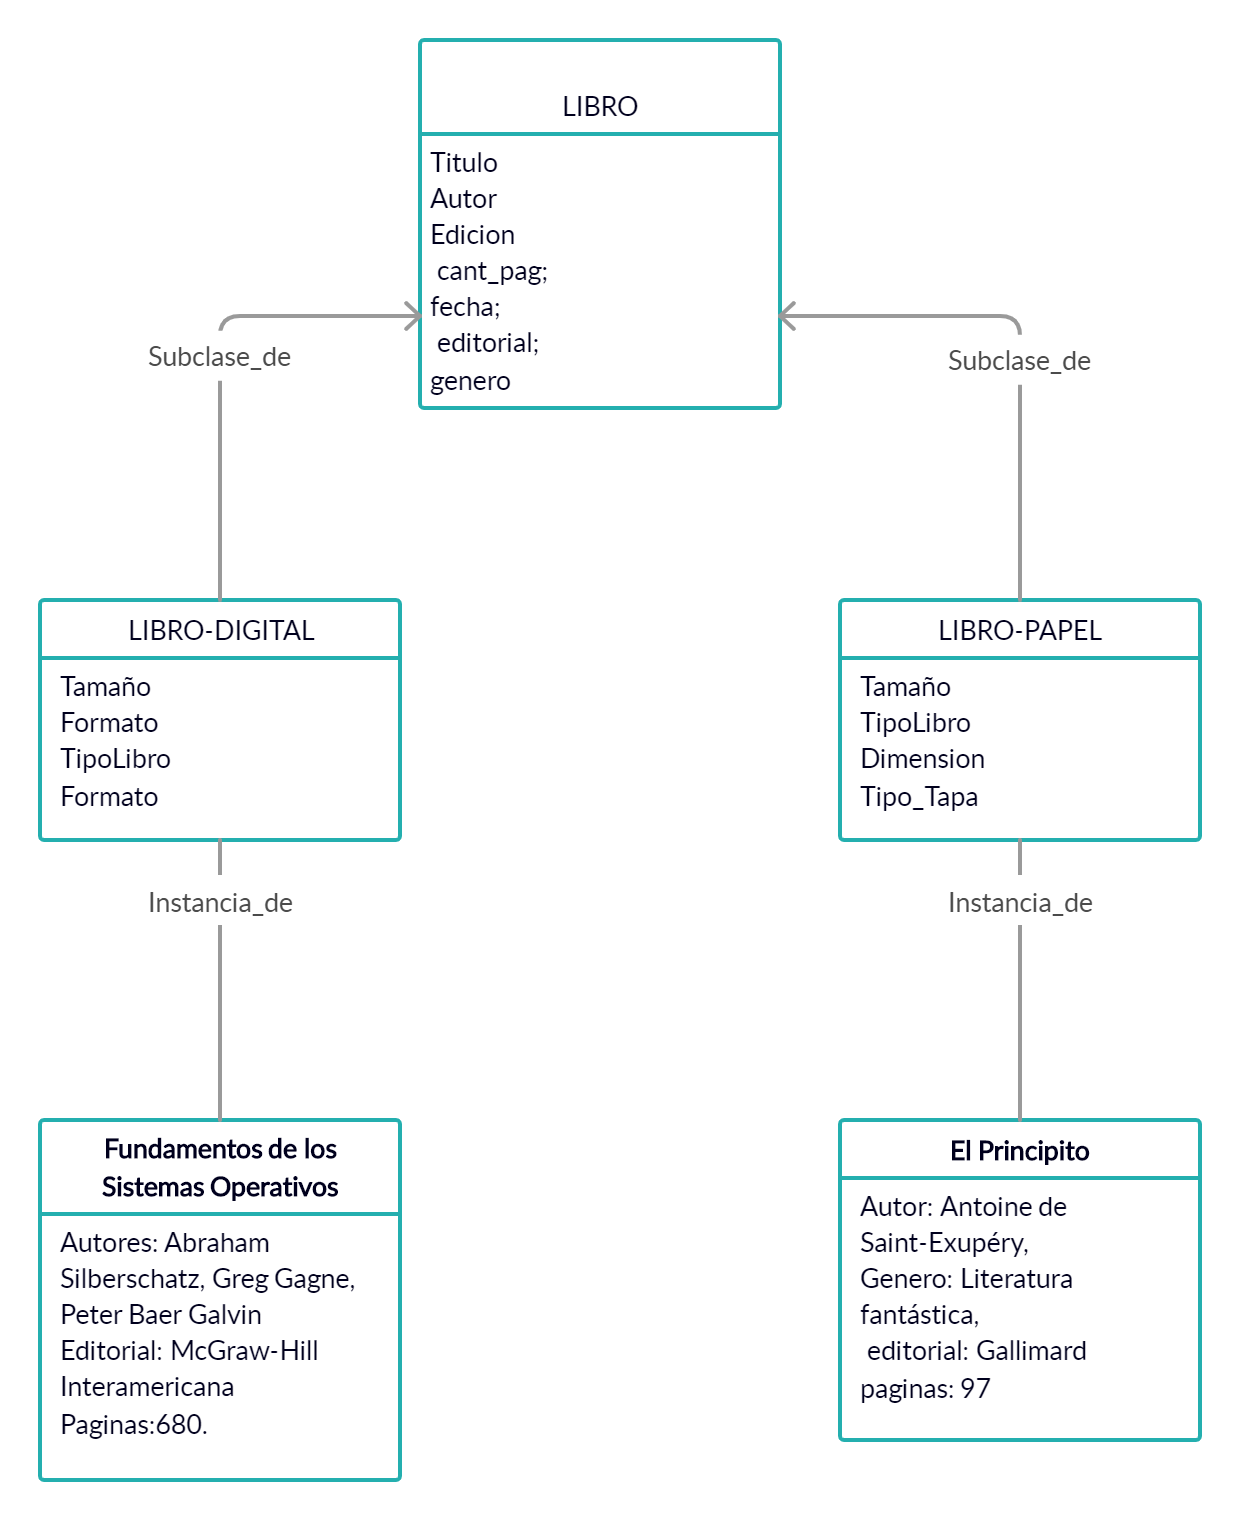 LIBRO
Titulo
Autor
Edicion
cant_pag;
fecha;
editorial;
genero
Subclase_de
Subclase_de
LIBRO-DIGITAL
Tamaño
Formato
TipoLibro
Formato
LIBRO-PAPEL
Tamaño
TipoLibro
Dimension
Tipo_Tapa
Instancia_de
Instancia_de
Fundamentos de los
Sistemas Operativos
Autores: Abraham
Silberschatz, Greg Gagne,
Peter Baer Galvin
Editorial: McGraw-Hill
Interamericana
Paginas:680.
El Principito
Autor: Antoine de
Saint-Exupéry,
Genero: Literatura
fantástica,
editorial: Gallimard
paginas: 97